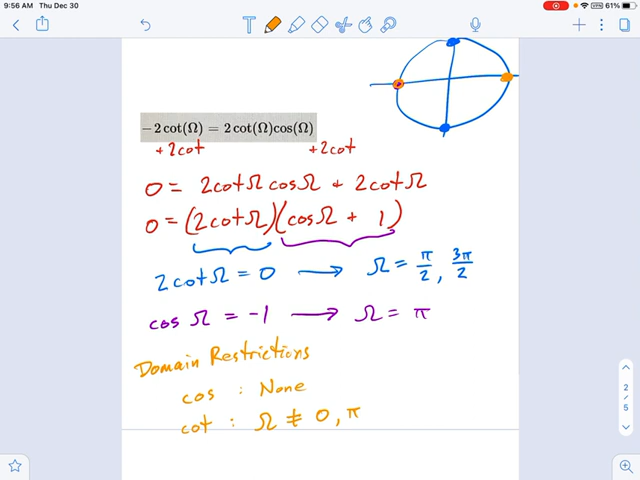 9:56 AM Thu Dec 30
VPN 61%
−2 cot(Ω) = 2 cot(Ω)cos(Ω)
+2cot +2cot
0 = 2cotΩ cosΩ + 2cotΩ
0 = (2cotΩ)(cosΩ + 1)
2cotΩ = 0 → Ω = π/2, 3π/2
cos Ω = -1 → Ω = π
Domain Restrictions
cos : None
cot : Ω ≠ 0, π
2
/
5